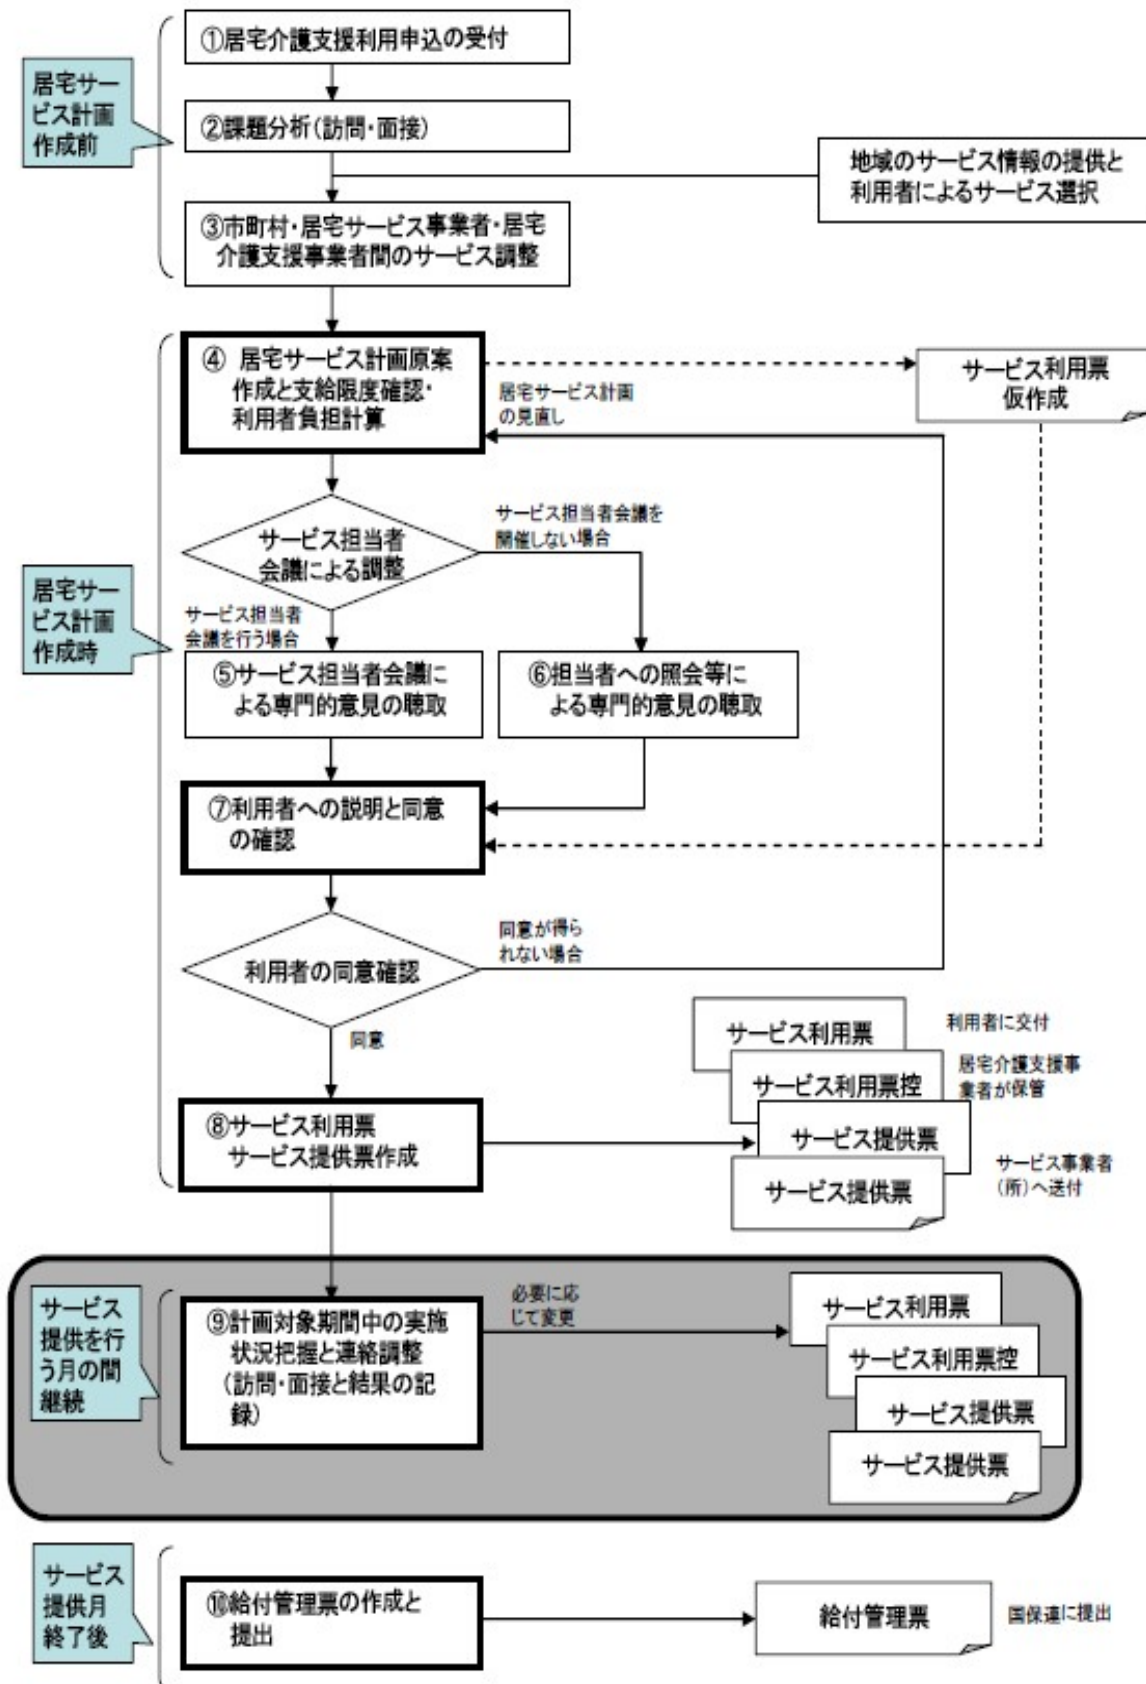 ①居宅介護支援利用申込の受付
居宅サー
ビス計画
作成前
②課題分析(訪問・面接)
地域のサービス情報の提供と
利用者によるサービス選択
③市町村・居宅サービス事業者・居宅
介護支援事業者間のサービス調整
④ 居宅サービス計画原案
作成と支給限度確認・
利用者負担計算
居宅サービス計画
の見直し
サービス利用票
仮作成
サービス担当者
会議による調整
サービス担当者会議を
開催しない場合
居宅サー
ビス計画
作成時
サービス担当者
会議を行う場合
⑤サービス担当者会議に
よる専門的意見の聴取
⑥担当者への照会等に
よる専門的意見の聴取
⑦利用者への説明と同意
の確認
利用者の同意確認
同意が得ら
れない場合
同意
サービス利用票
利用者に交付
サービス利用票控
居宅介護支援事
業者が保管
⑧サービス利用票
サービス提供票作成
サービス提供票
サービス提供票
サービス事業者
(所)へ送付
サービス
提供を行
う月の間
継続
⑨計画対象期間中の実施
状況把握と連絡調整
(訪問・面接と結果の記
録)
必要に応
じて変更
サービス利用票
サービス利用票控
サービス提供票
サービス提供票
サービス
提供月
終了後
⑩給付管理票の作成と
提出
給付管理票
国保連に提出